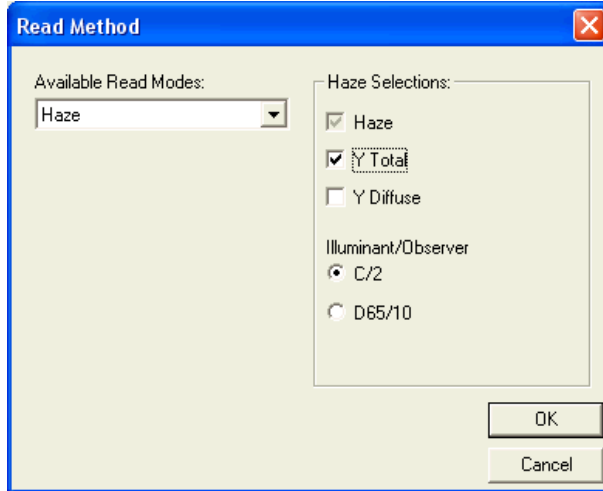 Read Method
Available Read Modes:
Haze
Haze Selections:
Haze
Y Total
Y Diffuse
Illuminant/Observer
C/2
D65/10
OK
Cancel